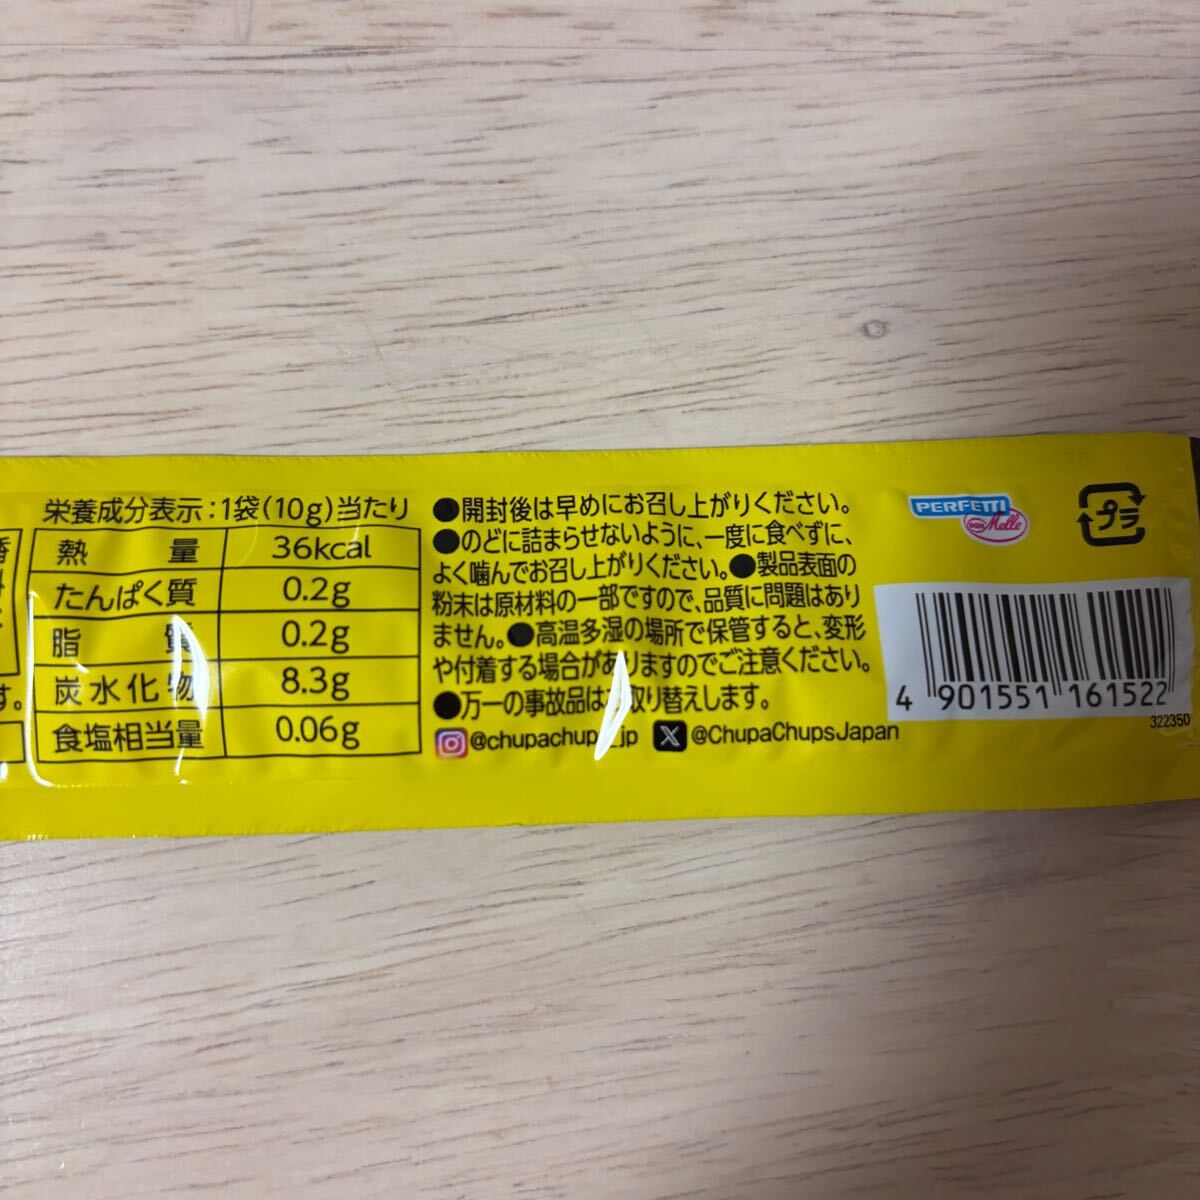 栄養成分表示:1袋(10g)当たり
熱量 36kcal
たんぱく質 0.2g
脂質 0.2g
炭水化物 8.3g
食塩相当量 0.06g
す。
●開封後は早めにお召し上がりください。
●のどに詰まらせないように、一度に食べずに、
よく噛んでお召し上がりください。●製品表面の
粉末は原材料の一部ですので、品質に問題はあり
ません。●高温多湿の場所で保管すると、変形
や付着する場合がありますのでご注意ください。
●万一の事故品はお取り替えします。
@chupachups_jp X @ChupaChupsJapan
PERFETTI
van Melle
プラ
4 901551 161522
322350